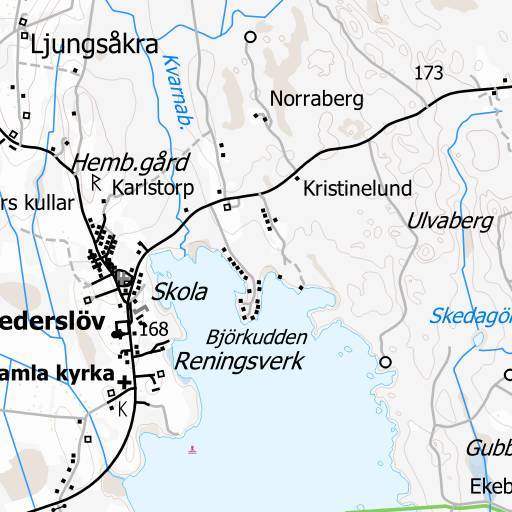 Ljungsåkra
Kvarnab.
173
Norraberg
Hemb.gård
R
Karlstorp
Kristinelund
rs kullar
Ulvaberg
Skola
Skedagö
ederslöv
168
Björkudden
Reningsverk
amla kyrka
K
Gubb
Ekeb